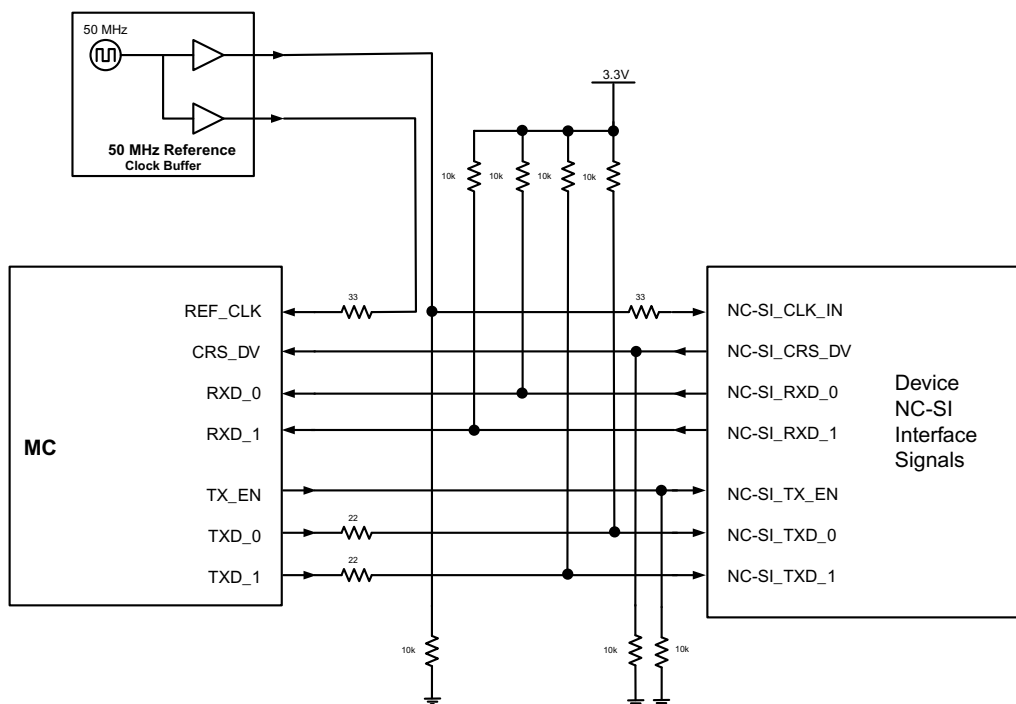 50 MHz
50 MHz Reference
Clock Buffer
3.3V
10k
10k
10k
10k
MC
REF_CLK
CRS_DV
RXD_0
RXD_1
TX_EN
TXD_0
TXD_1
33
22
22
33
NC-SI_CLK_IN
NC-SI_CRS_DV
NC-SI_RXD_0
NC-SI_RXD_1
NC-SI_TX_EN
NC-SI_TXD_0
NC-SI_TXD_1
Device
NC-SI
Interface
Signals
10k
10k
10k